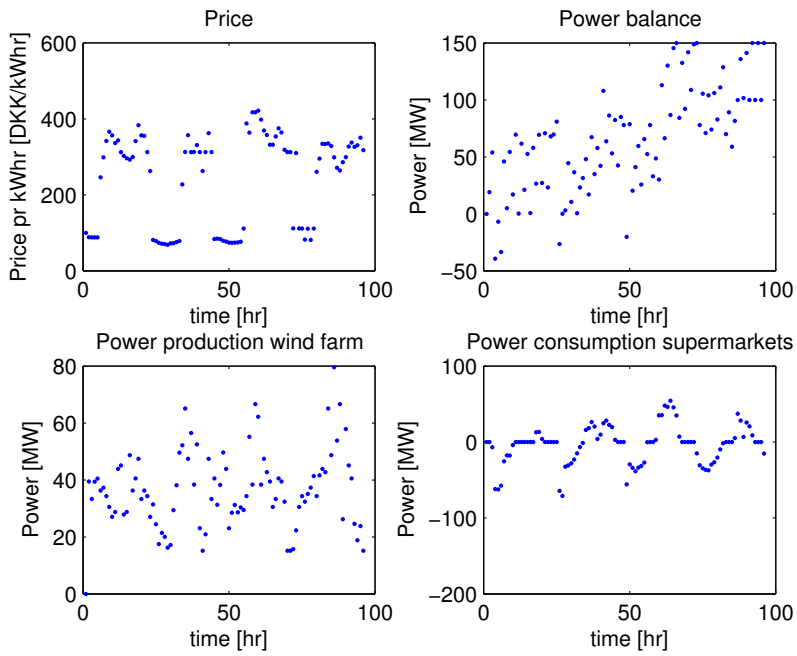 Price
Power pr kWhr [DKK/kWhr]
600
400
200
0
0
50
100
time [hr]
Power balance
Power [MW]
150
100
50
0
−50
0
50
100
time [hr]
Power production wind farm
Power [MW]
80
60
40
20
0
0
50
100
time [hr]
Power consumption supermarkets
Power [MW]
100
0
−100
−200
0
50
100
time [hr]